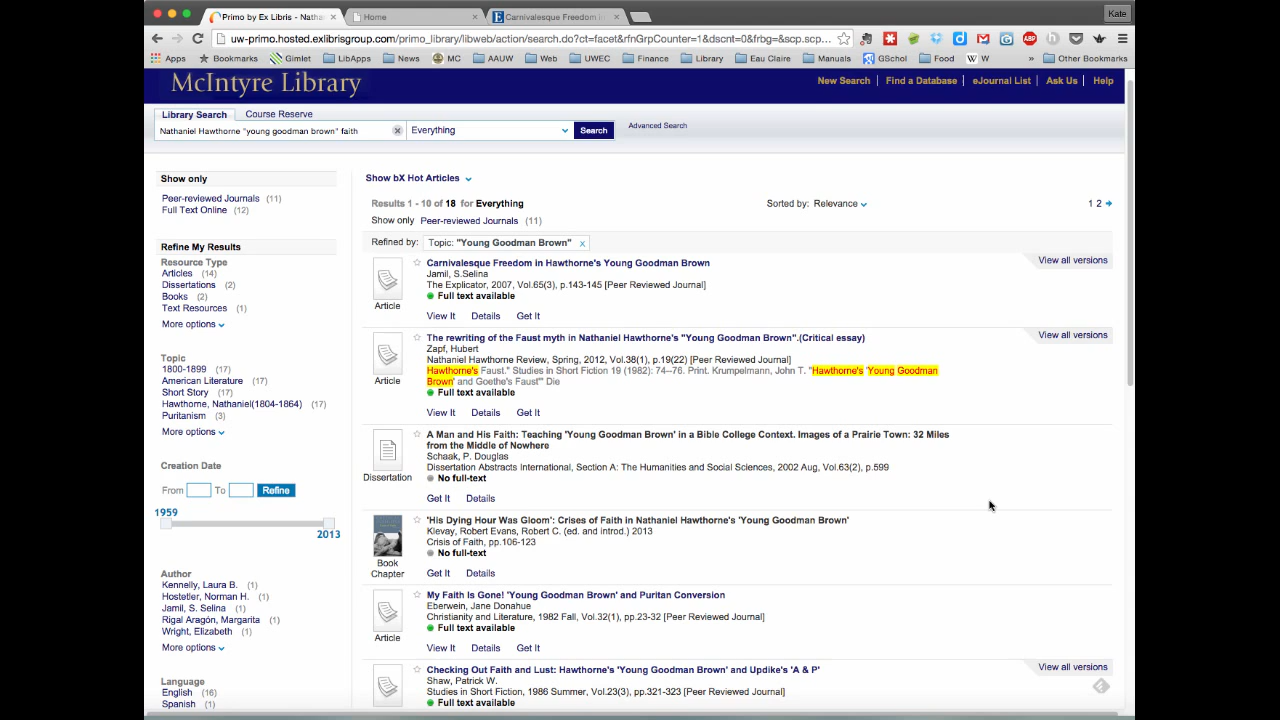 Primo by Ex Libris - Nathan
Home
Carnivalesque Freedom in
Kate
uw-primo.hosted.exlibrisgroup.com/primo_library/libweb/action/search.do?ct=facet&rfnGrpCounter=1&dscnt=0&frbg=&scp.scp...
Apps Bookmarks Gimlet LibApps News MC AAUW Web UWEC Finance Library Eau Claire Manuals GSchol Food W » Other Bookmarks
McIntyre Library
New Search Find a Database eJournal List Ask Us Help
Library Search Course Reserve
Nathaniel Hawthorne "young goodman brown" faith
Everything
Search
Advanced Search
Show only
Peer-reviewed Journals (11)
Full Text Online (12)
Refine My Results
Resource Type
Articles (14)
Dissertations (2)
Books (2)
Text Resources (1)
More options
Topic
1800-1899 (17)
American Literature (17)
Short Story (17)
Hawthorne, Nathaniel(1804-1864) (17)
Puritanism (3)
More options
Creation Date
From To Refine
1959
2013
Author
Kennelly, Laura B. (1)
Hostetler, Norman H. (1)
Jamil, S. Selina (1)
Rigal Aragón, Margarita (1)
Wright, Elizabeth (1)
More options
Language
English (16)
Spanish (1)
Show bX Hot Articles
Results 1 - 10 of 18 for Everything
Sorted by: Relevance
1 2
Show only Peer-reviewed Journals (11)
Refined by: Topic: "Young Goodman Brown" x
Article
Carnivalesque Freedom in Hawthorne's Young Goodman Brown
Jamil, S.Selina
The Explicator, 2007, Vol.65(3), p.143-145 [Peer Reviewed Journal]
Full text available
View It Details Get It
View all versions
Article
The rewriting of the Faust myth in Nathaniel Hawthorne's "Young Goodman Brown".(Critical essay)
Zapf, Hubert
Nathaniel Hawthorne Review, Spring, 2012, Vol.38(1), p.19(22) [Peer Reviewed Journal]
Hawthorne's Faust." Studies in Short Fiction 19 (1982): 74--76. Print. Krumpelmann, John T. "Hawthorne's 'Young Goodman
Brown' and Goethe's Faust'" Die
Full text available
View It Details Get It
View all versions
Dissertation
A Man and His Faith: Teaching 'Young Goodman Brown' in a Bible College Context. Images of a Prairie Town: 32 Miles
from the Middle of Nowhere
Schaak, P. Douglas
Dissertation Abstracts International, Section A: The Humanities and Social Sciences, 2002 Aug, Vol.63(2), p.599
No full-text
Get It Details
Book
Chapter
'His Dying Hour Was Gloom': Crises of Faith in Nathaniel Hawthorne's 'Young Goodman Brown'
Klevay, Robert Evans, Robert C. (ed. and introd.) 2013
Crisis of Faith, pp.106-123
No full-text
Get It Details
Article
My Faith Is Gone! 'Young Goodman Brown' and Puritan Conversion
Eberwein, Jane Donahue
Christianity and Literature, 1982 Fall, Vol.32(1), pp.23-32 [Peer Reviewed Journal]
Full text available
View It Details Get It
Checking Out Faith and Lust: Hawthorne's 'Young Goodman Brown' and Updike's 'A & P'
Shaw, Patrick W.
Studies in Short Fiction, 1986 Summer, Vol.23(3), pp.321-323 [Peer Reviewed Journal]
Full text available
View all versions